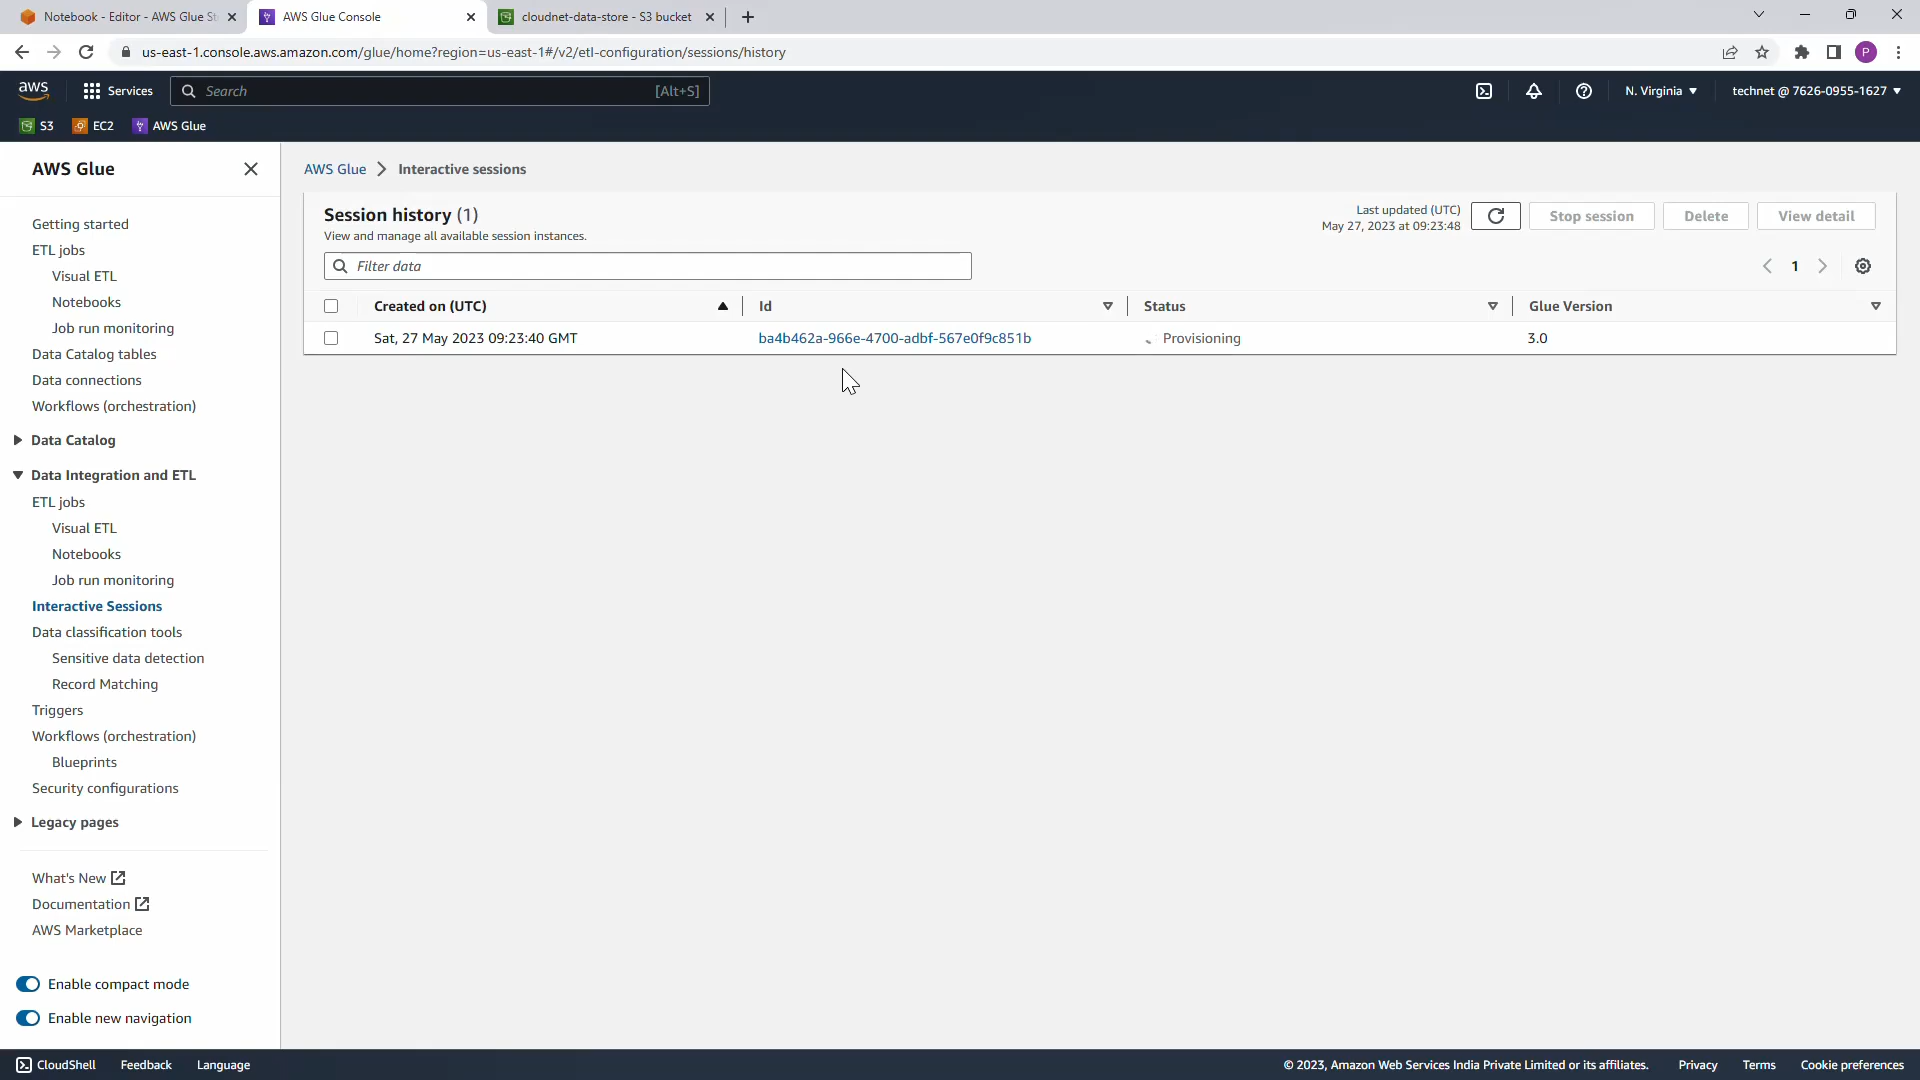 Notebook - Editor - AWS Glue St
AWS Glue Console
cloudnet-data-store - S3 bucket
us-east-1.console.aws.amazon.com/glue/home?region=us-east-1#/v2/etl-configuration/sessions/history
P
aws
Services
Search
[Alt+S]
N. Virginia
technet @ 7626-0955-1627
S3
EC2
AWS Glue
AWS Glue
Getting started
ETL jobs
Visual ETL
Notebooks
Job run monitoring
Data Catalog tables
Data connections
Workflows (orchestration)
Data Catalog
Data Integration and ETL
ETL jobs
Visual ETL
Notebooks
Job run monitoring
Interactive Sessions
Data classification tools
Sensitive data detection
Record Matching
Triggers
Workflows (orchestration)
Blueprints
Security configurations
Legacy pages
What's New
Documentation
AWS Marketplace
Enable compact mode
Enable new navigation
AWS Glue > Interactive sessions
Session history (1)
View and manage all available session instances.
Last updated (UTC)
May 27, 2023 at 09:23:48
Stop session
Delete
View detail
Filter data
1
Created on (UTC) Id Status Glue Version
Sat, 27 May 2023 09:23:40 GMT ba4b462a-966e-4700-adbf-567e0f9c851b Provisioning 3.0
CloudShell
Feedback
Language
© 2023, Amazon Web Services India Private Limited or its affiliates.
Privacy
Terms
Cookie preferences